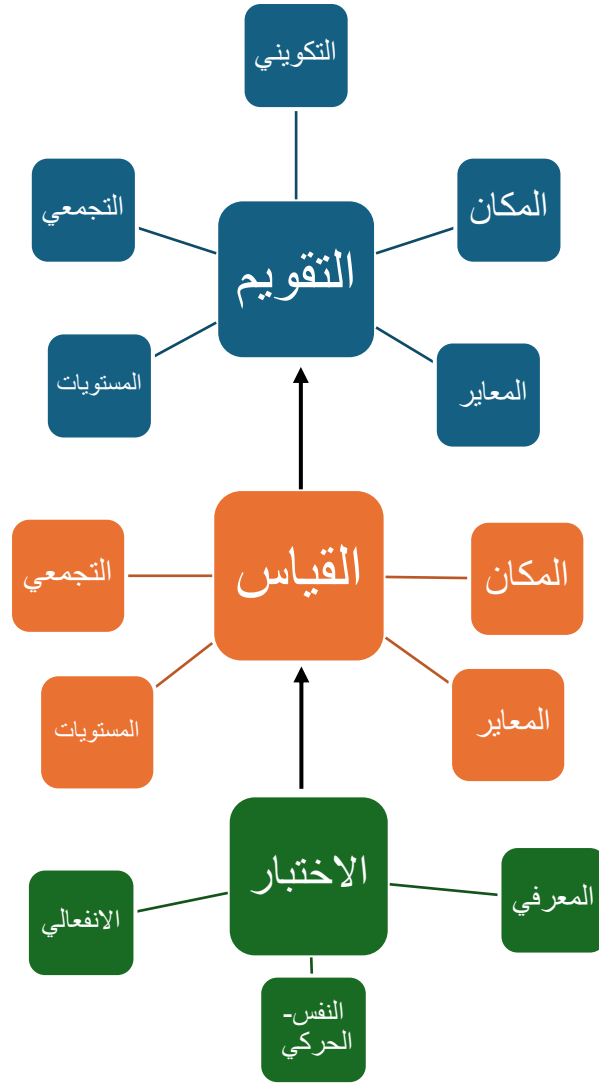 التكويني
المكان
التجمعي
التقويم
المستويات
المعاير
القياس
المكان
التجمعي
المعاير
المستويات
الاختبار
المعرفي
الانفعالي
النفس-
الحركي